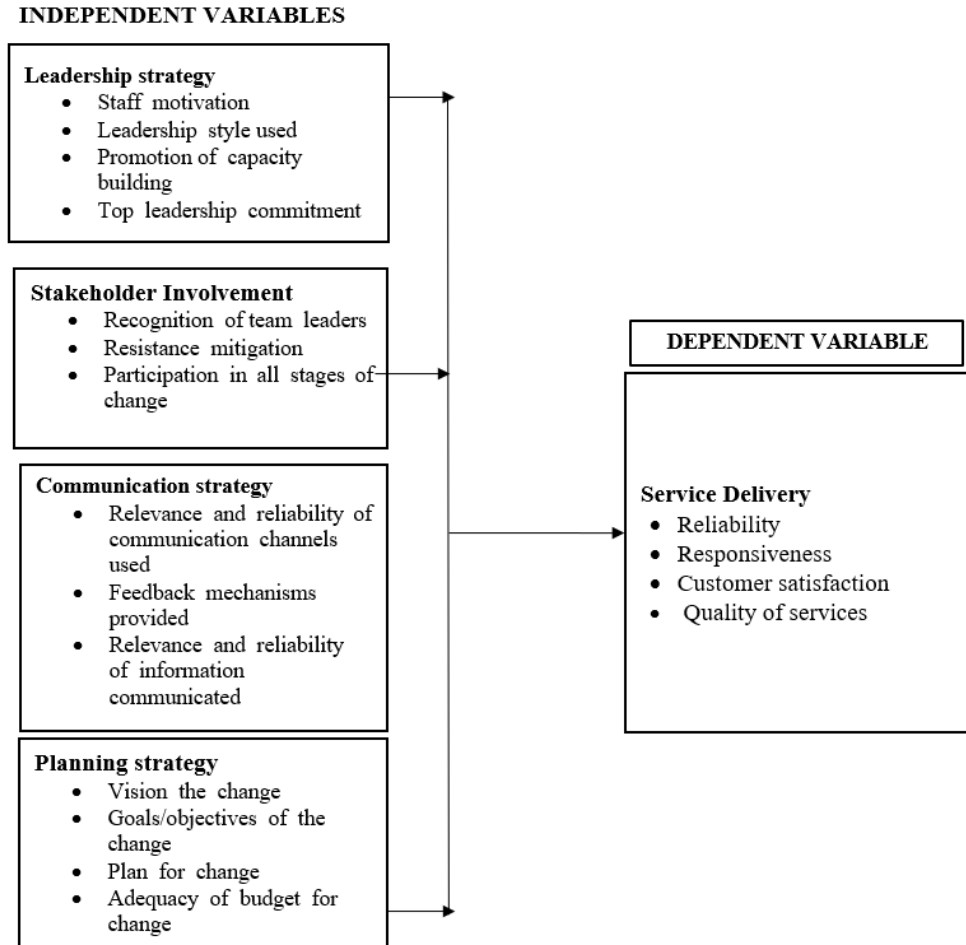 INDEPENDENT VARIABLES
Leadership strategy
• Staff motivation
• Leadership style used
• Promotion of capacity
building
• Top leadership commitment
Stakeholder Involvement
• Recognition of team leaders
• Resistance mitigation
• Participation in all stages of
change
Communication strategy
• Relevance and reliability of
communication channels
used
• Feedback mechanisms
provided
• Relevance and reliability
of information
communicated
Planning strategy
• Vision the change
• Goals/objectives of the
change
• Plan for change
• Adequacy of budget for
change
DEPENDENT VARIABLE
Service Delivery
• Reliability
• Responsiveness
• Customer satisfaction
• Quality of services